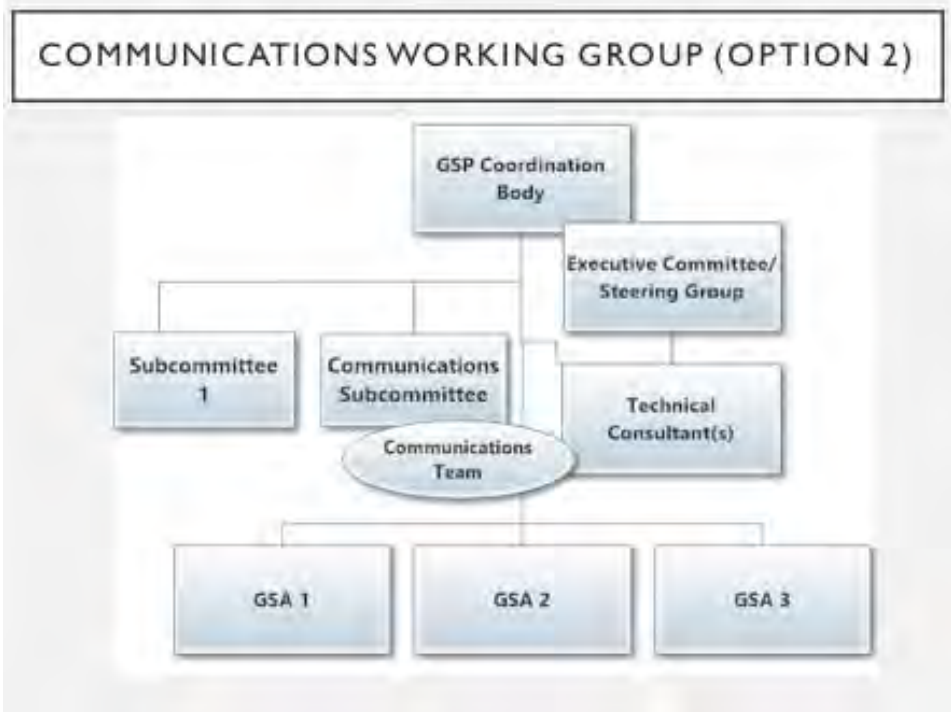 COMMUNICATIONS WORKING GROUP (OPTION 2)
GSP Coordination
Body
Executive Committee/
Steering Group
Subcommittee
1
Communications
Subcommittee
Technical
Consultant(s)
Communications
Team
GSA 1
GSA 2
GSA 3